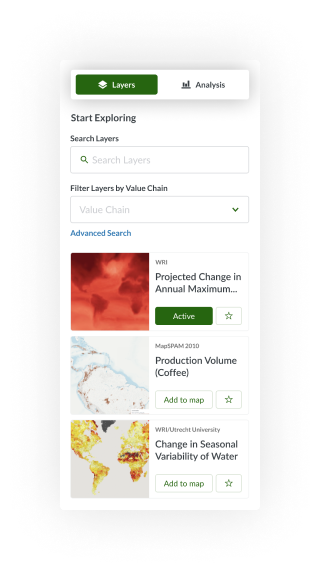 Layers
Analysis
Start Exploring
Search Layers
Search Layers
Filter Layers by Value Chain
Value Chain
Advanced Search
WRI
Projected Change in
Annual Maximum...
Active
MapSPAM 2010
Production Volume
(Coffee)
Add to map
WRI/Utrecht University
Change in Seasonal
Variability of Water
Add to map